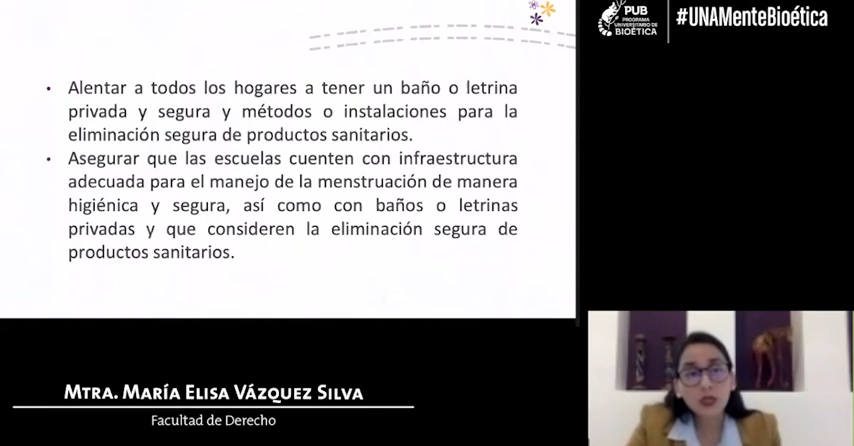 PUB
PROGRAMA
UNIVERSITARIO DE
BIOÉTICA
#UNAMenteBioética
• Alentar a todos los hogares a tener un baño o letrina
privada y segura y métodos o instalaciones para la
eliminación segura de productos sanitarios.
• Asegurar que las escuelas cuenten con infraestructura
adecuada para el manejo de la menstruación de manera
higiénica y segura, así como con baños o letrinas
privadas y que consideren la eliminación segura de
productos sanitarios.
MTRA. MARÍA ELISA VÁZQUEZ SILVA
Facultad de Derecho